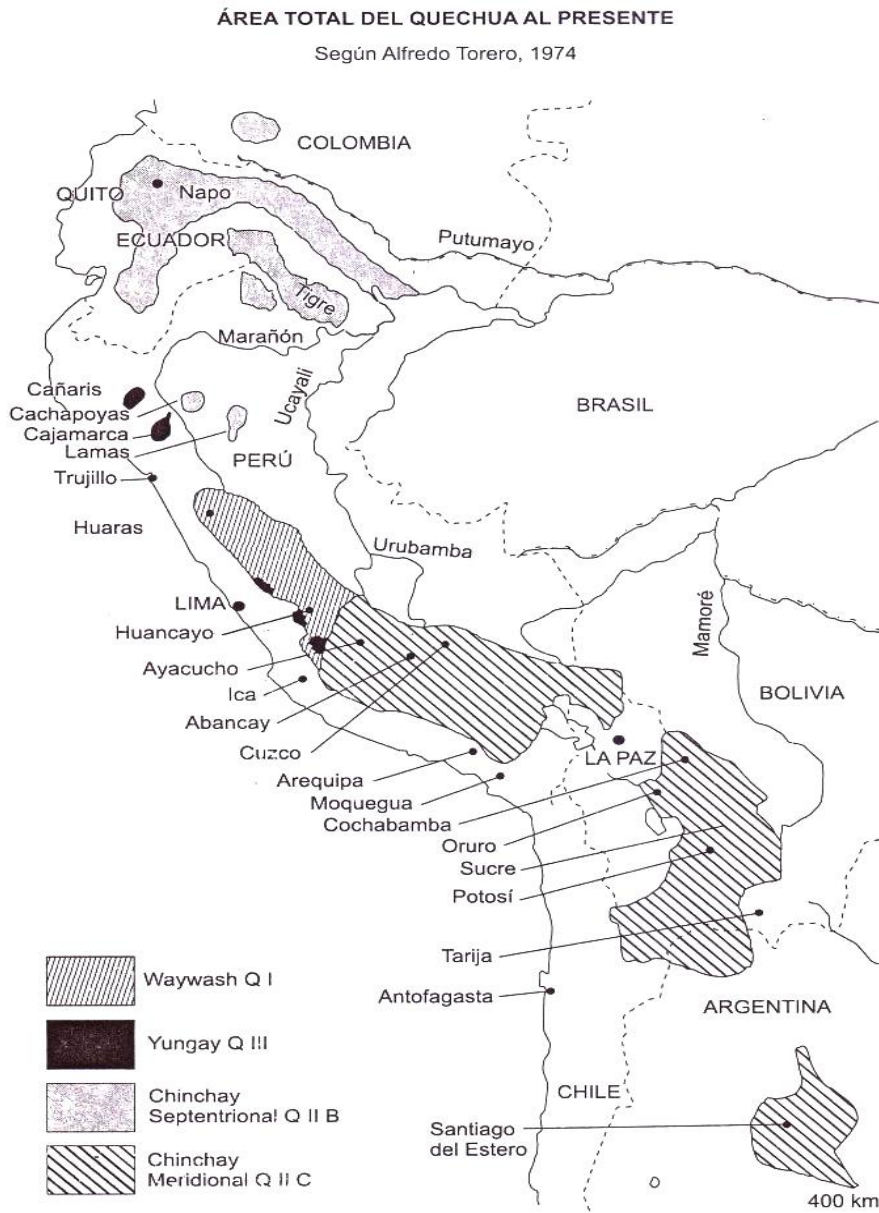 ÁREA TOTAL DEL QUECHUA AL PRESENTE
Según Alfredo Torero, 1974
COLOMBIA
QUITO
Napo
ECUADOR
Putumayo
Tigre
Marañón
Ucayali
Cañaris
Cachapoyas
Cajamarca
Lamas
PERÚ
BRASIL
Trujillo
Huaras
Urubamba
LIMA
Huancayo
Mamoré
Ayacucho
Ica
BOLIVIA
Abancay
Cuzco
LA PAZ
Arequipa
Moquegua
Cochabamba
Oruro
Sucre
Potosí
Tarija
Antofagasta
ARGENTINA
CHILE
Santiago
del Estero
400 km
Waywash Q I
Yungay Q III
Chinchay
Septentrional Q II B
Chinchay
Meridional Q II C